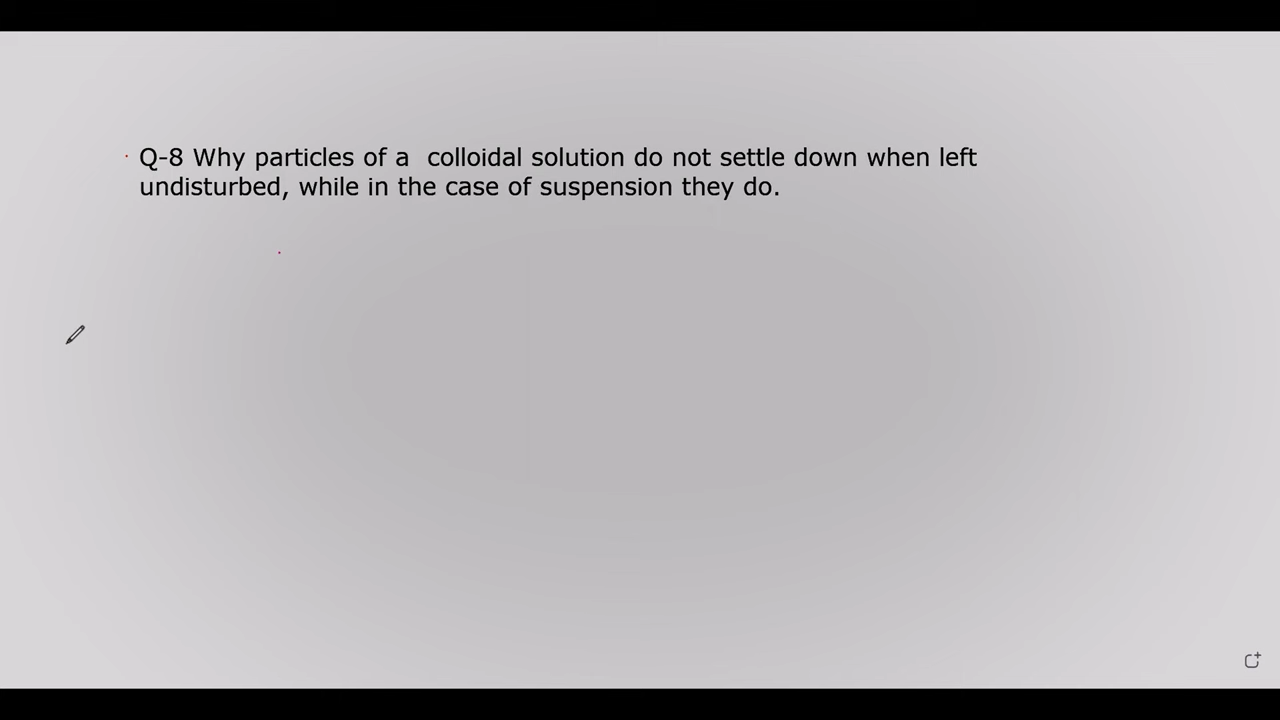 Q-8 Why particles of a  colloidal solution do not settle down when left
undisturbed, while in the case of suspension they do.